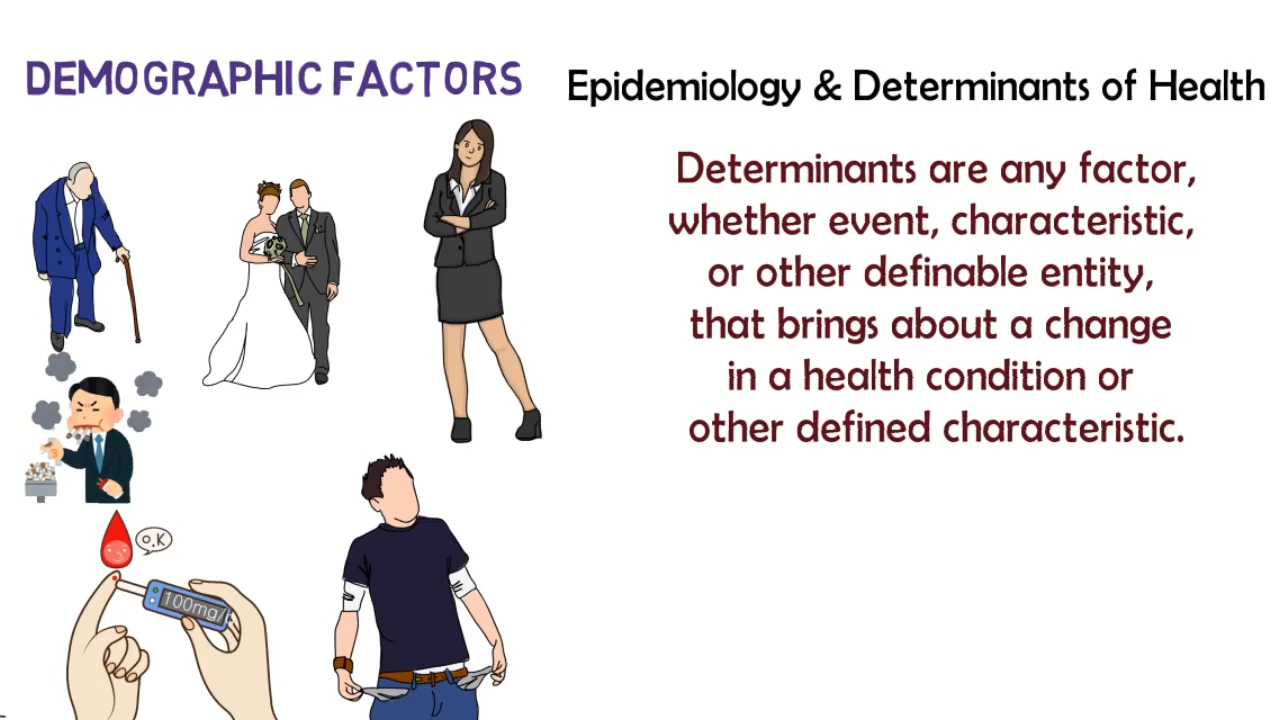 DEMOGRAPHIC FACTORS
Epidemiology & Determinants of Health
Determinants are any factor,
whether event, characteristic,
or other definable entity,
that brings about a change
in a health condition or
other defined characteristic.
O.K
100mg/